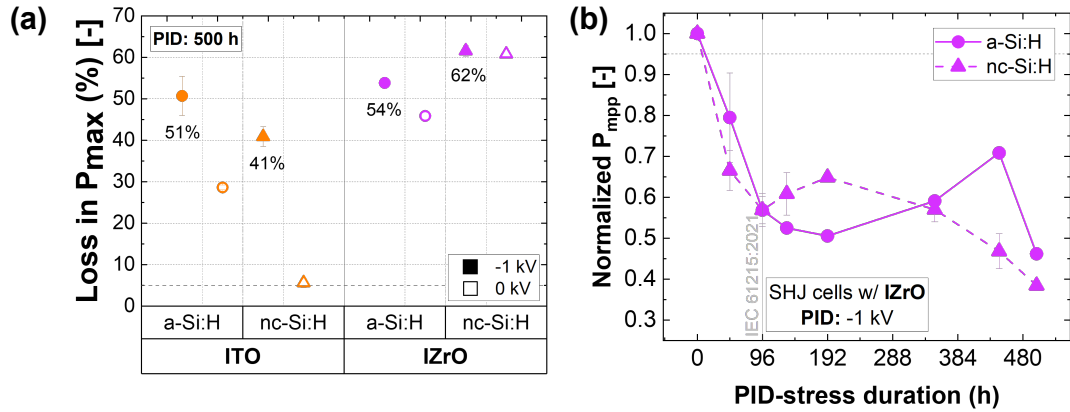 (a)
Loss in Pmax (%) [-]
70
60
50
40
30
20
10
0
PID: 500 h
51%
41%
54%
62%
-1 kV
0 kV
a-Si:H nc-Si:H a-Si:H nc-Si:H
ITO IZrO
(b)
Normalized Pmpp [-]
1.0
0.9
0.8
0.7
0.6
0.5
0.4
0.3
a-Si:H
nc-Si:H
IEC 61215:2021
SHJ cells w/ IZrO
PID: -1 kV
0 96 192 288 384 480
PID-stress duration (h)